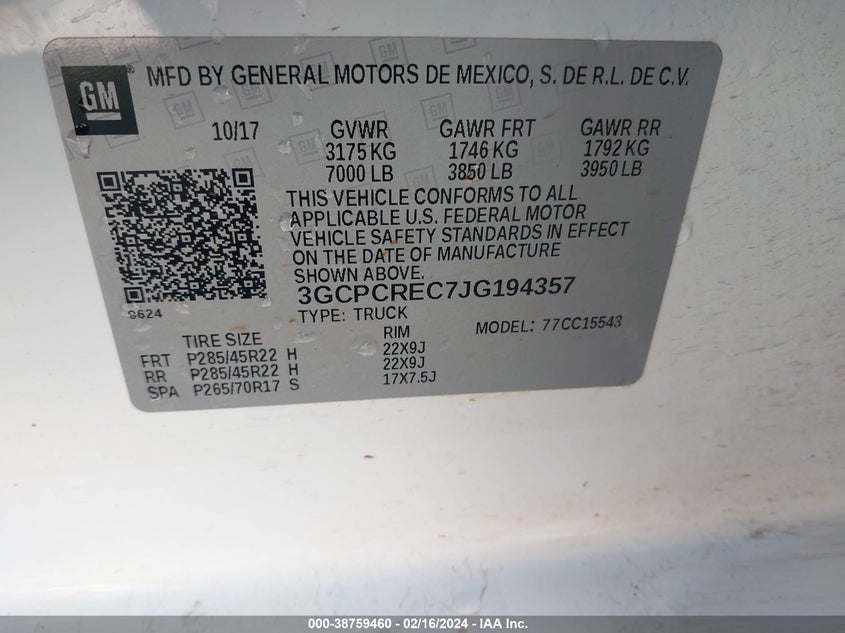 GM ®
MFD BY GENERAL MOTORS DE MEXICO, S. DE R.L. DE C.V.
10/17 GVWR GAWR FRT GAWR RR
3175 KG 1746 KG 1792 KG
7000 LB 3850 LB 3950 LB
THIS VEHICLE CONFORMS TO ALL
APPLICABLE U.S. FEDERAL MOTOR
VEHICLE SAFETY STANDARDS IN EFFECT
ON THE DATE OF MANUFACTURE
SHOWN ABOVE.
3GCPCREC7JG194357
S624
TYPE: TRUCK MODEL: 77CC15543
TIRE SIZE RIM
FRT P285/45R22 H 22X9J
RR P285/45R22 H 22X9J
SPA P265/70R17 S 17X7.5J
000-38759460 - 02/16/2024 - IAA Inc.